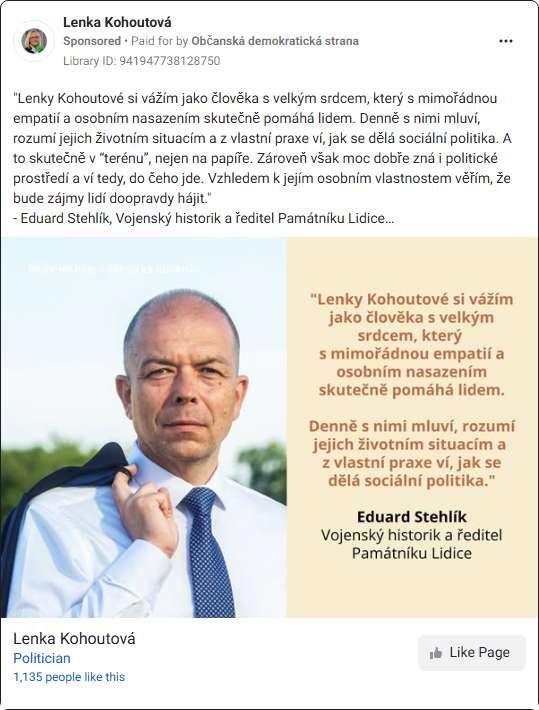 Lenka Kohoutová
Sponsored • Paid for by Občanská demokratická strana
Library ID: 941947738128750
"Lenky Kohoutové si vážím jako člověka s velkým srdcem, který s mimořádnou
empatií a osobním nasazením skutečně pomáhá lidem. Denně s nimi mluví,
rozumí jejich životním situacím a z vlastní praxe ví, jak se dělá sociální politika. A
to skutečně v “terénu”, nejen na papíře. Zároveň však moc dobře zná i politické
prostředí a ví tedy, do čeho jde. Vzhledem k jejím osobním vlastnostem věřím, že
bude zájmy lidí doopravdy hájit."
- Eduard Stehlík, Vojenský historik a ředitel Památníku Lidice...
"Lenky Kohoutové si vážím
jako člověka s velkým
srdcem, který
s mimořádnou empatií a
osobním nasazením
skutečně pomáhá lidem.
Denně s nimi mluví, rozumí
jejich životním situacím a
z vlastní praxe ví, jak se
dělá sociální politika."
Eduard Stehlík
Vojenský historik a ředitel
Památníku Lidice
Lenka Kohoutová
Politician
1,135 people like this
Like Page